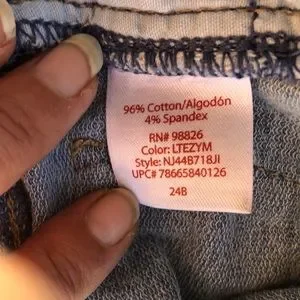 96% Cotton/Algodón
4% Spandex
RN# 98826
Color: LTEZYM
Style: NJ44B718JI
UPC# 78665840126
24B